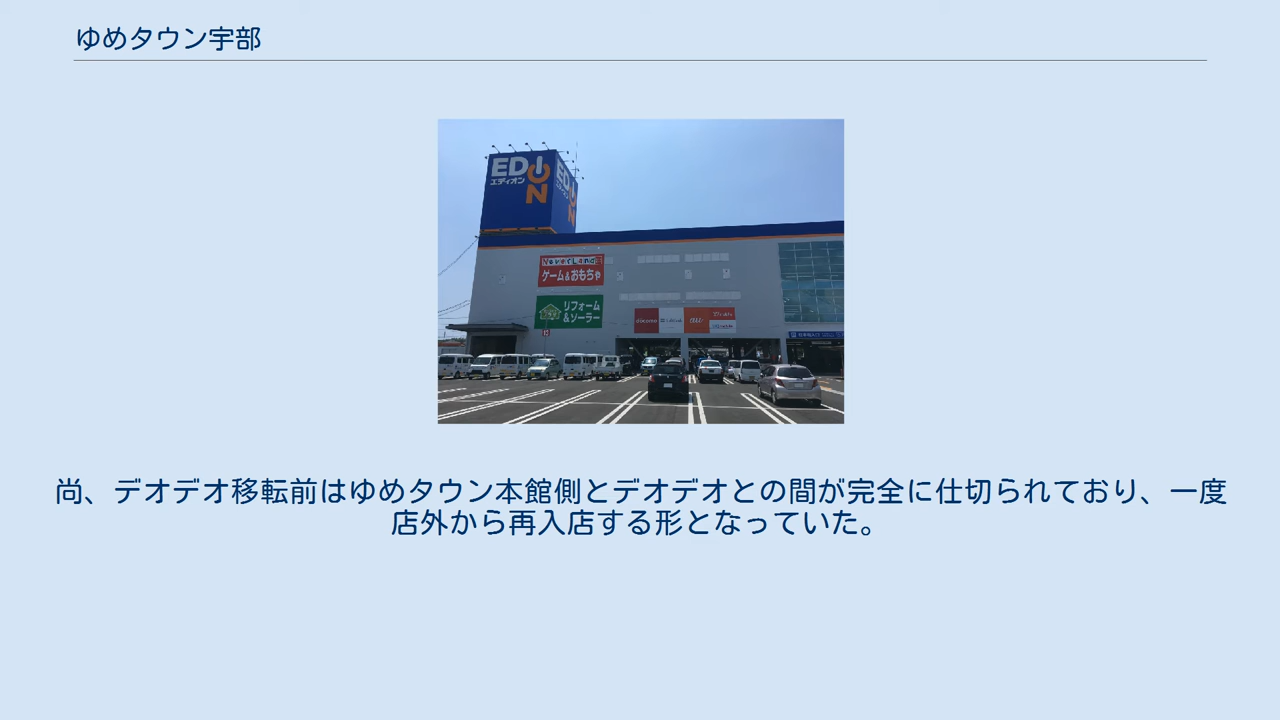 ゆめタウン宇部
EDION
エディオン
EDION
NeverLand
ゲーム&おもちゃ
リフォーム
&ソーラー
docomo
au
尚、デオデオ移転前はゆめタウン本館側とデオデオとの間が完全に仕切られており、一度
店外から再入店する形となっていた。